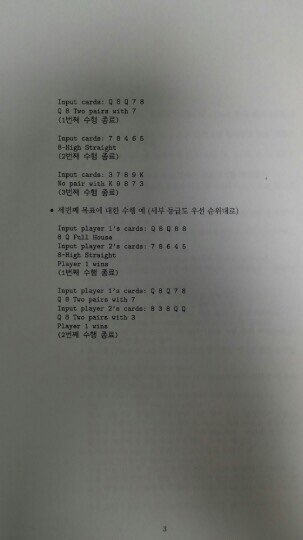 Input cards: Q 8 Q 7 8
Q 8 Two pairs with 7
(1번째 수행 종료)
Input cards: 7 8 4 6 5
8-High Straight
(2번째 수행 종료)
Input cards: 3 7 8 9 K
No pair with K 9 8 7 3
(3번째 수행 종료)
• 세번째 목표에 대한 수행 예 (세부 등급도 우선 순위대로)
Input player 1's cards: Q 8 Q 8 8
8 Q Full House
Input player 2's cards: 7 8 6 4 5
8-High Straight
Player 1 wins
(1번째 수행 종료)
Input player 1's cards: Q 8 Q 7 8
Q 8 Two pairs with 7
Input player 2's cards: 8 3 8 Q Q
Q 8 Two pairs with 3
Player 1 wins
(2번째 수행 종료)
3